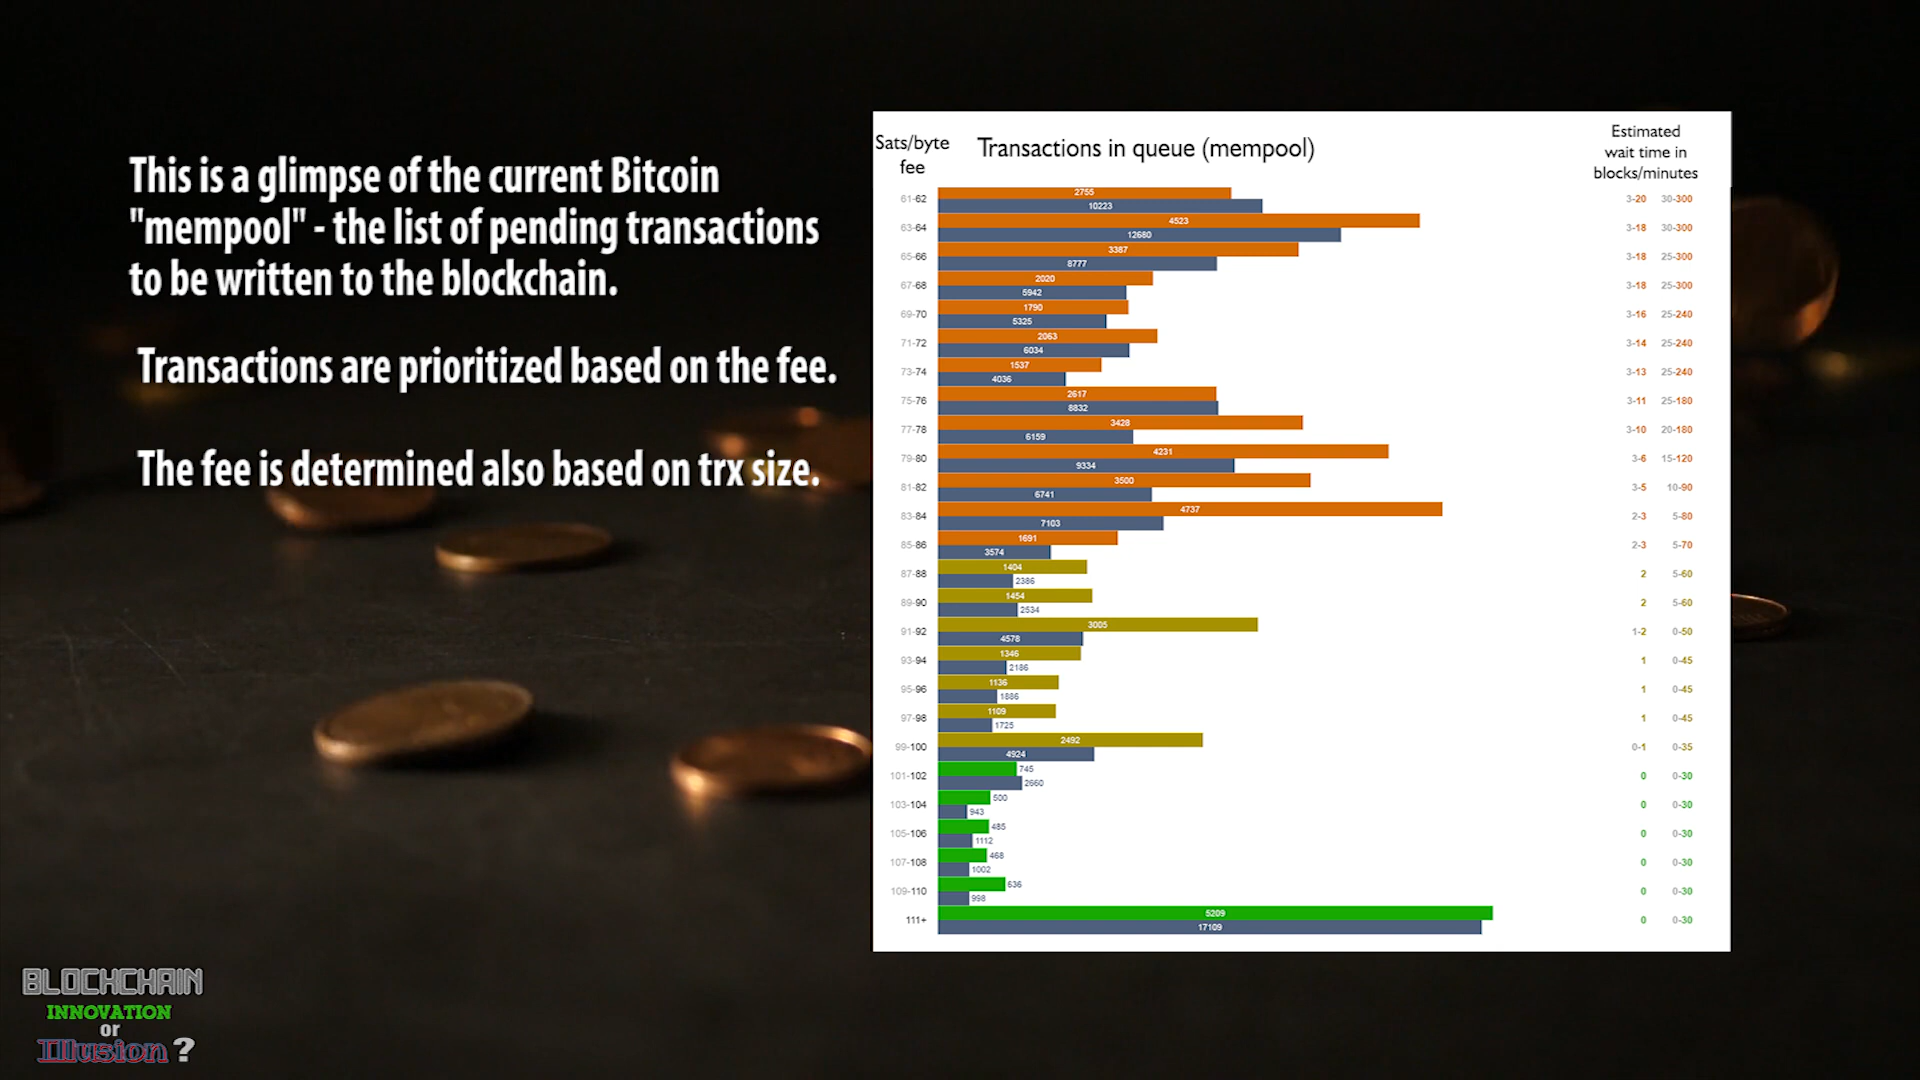 This is a glimpse of the current Bitcoin
"mempool" - the list of pending transactions
to be written to the blockchain.
Transactions are prioritized based on the fee.
The fee is determined also based on trx size.
Sats/byte
fee
Transactions in queue (mempool)
Estimated
wait time in
blocks/minutes
61-62 2755 10223 3-20 30-300
63-64 4523 12680 3-18 30-300
65-66 3387 8777 3-18 25-300
67-68 2020 5942 3-18 25-300
69-70 1790 5325 3-16 25-240
71-72 2063 6034 3-14 25-240
73-74 1537 4036 3-13 25-240
75-76 2617 8832 3-11 25-180
77-78 3428 6159 3-10 20-180
79-80 4231 9334 3-6 15-120
81-82 3500 6741 3-5 10-90
83-84 4737 7103 2-3 5-80
85-86 1691 3574 2-3 5-70
87-88 1404 2386 2 5-60
89-90 1454 2534 2 5-60
91-92 3005 4578 1-2 0-50
93-94 1346 2186 1 0-45
95-96 1136 1886 1 0-45
97-98 1109 1725 1 0-45
99-100 2492 4924 0-1 0-35
101-102 745 2660 0 0-30
103-104 500 943 0 0-30
105-106 485 1112 0 0-30
107-108 468 1002 0 0-30
109-110 636 998 0 0-30
111+ 5209 17109 0 0-30
BLOCKCHAIN
INNOVATION
or
Illusion ?